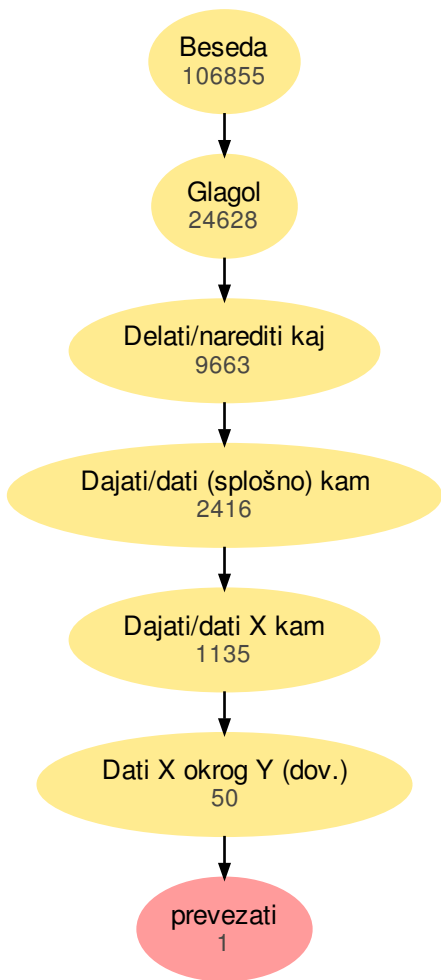 Beseda
106855
Glagol
24628
Delati/narediti kaj
9663
Dajati/dati (splošno) kam
2416
Dajati/dati X kam
1135
Dati X okrog Y (dov.)
50
prevezati
1